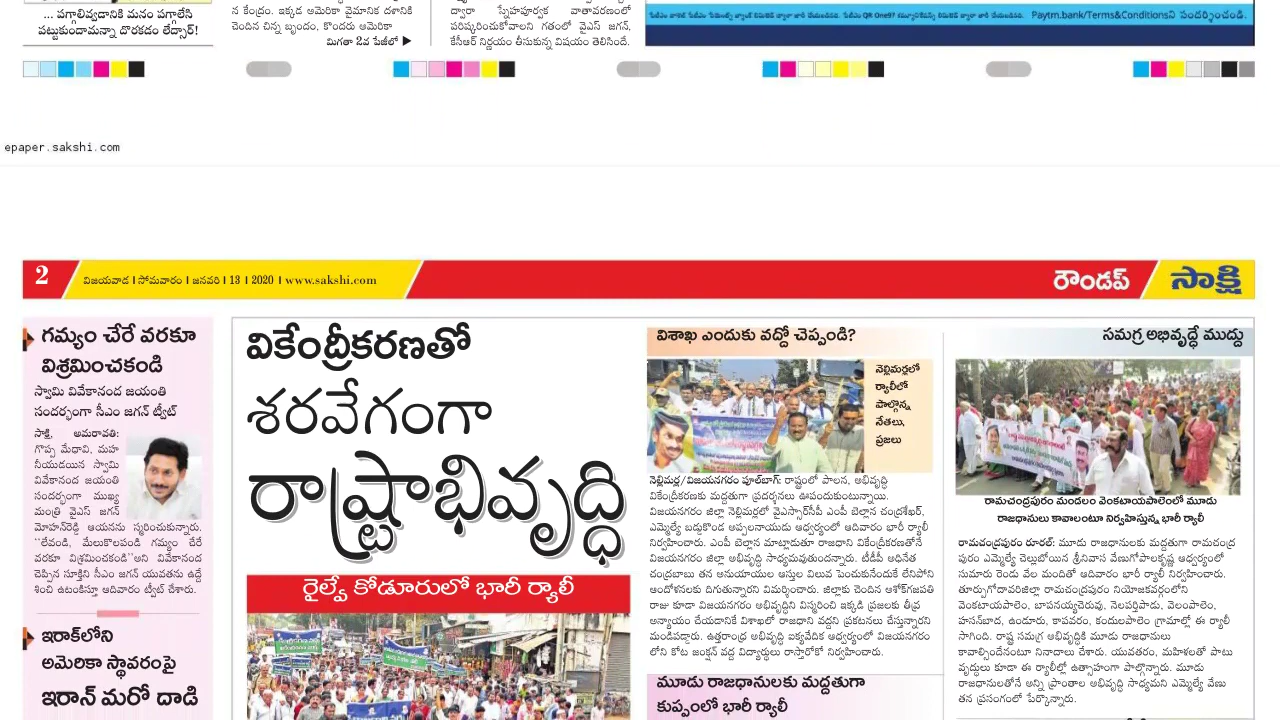 ... పగ్గాలివ్వడానికి మనం పగ్గాలేసి
పట్టుకుందామన్నా దొరకడం లేద్సార్!
న కేంద్రం. ఇక్కడ అమెరికా వైమానిక దళానికి
చెందిన చిన్న బృందం, కొందరు అమెరికా
మిగతా 2వ పేజీలో ▶
ద్వారా స్నేహపూర్వక వాతావరణంలో
పరిష్కరించుకోవాలని గతంలో వైఎస్ జగన్,
కేసీఆర్ నిర్ణయం తీసుకున్న విషయం తెలిసిందే.
Paytm.bank/Terms&Conditionsని సందర్శించండి.
epaper.sakshi.com
2
విజయవాడ I సోమవారం I జనవరి I 13 I 2020 I www.sakshi.com
రౌండప్
సాక్షి
గమ్యం చేరే వరకూ
విశ్రమించకండి
స్వామి వివేకానంద జయంతి
సందర్భంగా సీఎం జగన్ ట్వీట్
సాక్షి, అమరావతి:
గొప్ప మేధావి, మహ
నీయుడయిన స్వామి
వివేకానంద జయంతి
సందర్భంగా ముఖ్య
మంత్రి వైఎస్ జగన్
మోహన్‌రెడ్డి ఆయనను స్మరించుకున్నారు.
‘‘లేవండి, మేలుకొలపండి గమ్యం చేరే
వరకూ విశ్రమించకండి’’అని వివేకానంద
చెప్పిన సూక్తిని సీఎం జగన్ యువతను ఉద్దే
శించి ఉటంకిస్తూ ఆదివారం ట్వీట్ చేశారు.
ఇరాక్‌లోని
అమెరికా స్థావరంపై
ఇరాన్ మరో దాడి
వికేంద్రీకరణతో
శరవేగంగా
రాష్ట్రాభివృద్ధి
రైల్వే కోడూరులో భారీ ర్యాలీ
విశాఖ ఎందుకు వద్దో చెప్పండి?
నెల్లిమర్లలో
ర్యాలీలో
పాల్గొన్న
నేతలు,
ప్రజలు
నెల్లిమర్ల/విజయనగరం పూల్‌బాగ్: రాష్ట్రంలో పాలన, అభివృద్ధి
వికేంద్రీకరణకు మద్దతుగా ప్రదర్శనలు ఊపందుకుంటున్నాయి.
విజయనగరం జిల్లా నెల్లిమర్లలో వైఎస్సార్‌సీపీ ఎంపీ బెల్లాన చంద్రశేఖర్,
ఎమ్మెల్యే బడ్డుకొండ అప్పలనాయుడు ఆధ్వర్యంలో ఆదివారం భారీ ర్యాలీ
నిర్వహించారు. ఎంపీ బెల్లాన మాట్లాడుతూ రాజధాని వికేంద్రీకరణతోనే
విజయనగరం జిల్లా అభివృద్ధి సాధ్యమవుతుందన్నారు. టీడీపీ అధినేత
చంద్రబాబు తన అనుయాయుల ఆస్తుల విలువ పెంచుకునేందుకే లేనిపోని
ఆందోళనలకు దిగుతున్నారని విమర్శించారు. జిల్లాకు చెందిన అశోక్‌గజపతి
రాజు కూడా విజయనగరం అభివృద్ధిని విస్మరించి ఇక్కడి ప్రజలకు తీవ్ర
అన్యాయం చేయడానికే విశాఖలో రాజధాని వద్దని ప్రకటనలు చేస్తున్నారని
మండిపడ్డారు. ఉత్తరాంధ్ర అభివృద్ధి ఐక్యవేదిక ఆధ్వర్యంలో విజయనగరం
లోని కోట జంక్షన్ వద్ద విద్యార్థులు రాస్తారోకో నిర్వహించారు.
మూడు రాజధానులకు మద్దతుగా
కుప్పంలో భారీ ర్యాలీ
సమగ్ర అభివృద్ధే ముద్దు
రామచంద్రపురం మండలం వెంకటాయపాలెంలో మూడు
రాజధానులు కావాలంటూ నిర్వహిస్తున్న భారీ ర్యాలీ
రామచంద్రపురం రూరల్: మూడు రాజధానులకు మద్దతుగా రామచంద్ర
పురం ఎమ్మెల్యే చెల్లుబోయిన శ్రీనివాస వేణుగోపాలకృష్ణ ఆధ్వర్యంలో
సుమారు రెండు వేల మందితో ఆదివారం భారీ ర్యాలీ నిర్వహించారు.
తూర్పుగోదావరిజిల్లా రామచంద్రపురం నియోజకవర్గంలోని
వెంకటాయపాలెం, బాపనయ్యచెరువు, నెలపర్తిపాడు, వెలంపాలెం,
హసన్‌బాద, ఉండూరు, కాపవరం, కందులపాలెం గ్రామాల్లో ఈ ర్యాలీ
సాగింది. రాష్ట్ర సమగ్ర అభివృద్ధికి మూడు రాజధానులు
కావాల్సిందేనంటూ నినాదాలు చేశారు. యువతరం, మహిళలతో పాటు
వృద్ధులు కూడా ఈ ర్యాలీల్లో ఉత్సాహంగా పాల్గొన్నారు. మూడు
రాజధానులతోనే అన్ని ప్రాంతాల అభివృద్ధి సాధ్యమని ఎమ్మెల్యే వేణు
తన ప్రసంగంలో పేర్కొన్నారు.